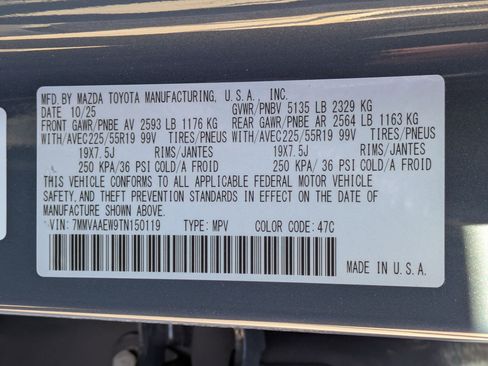 MFD. BY MAZDA TOYOTA MANUFACTURING, U.S.A., INC.
DATE 10/25 GVWR/PNBV 5135 LB 2329 KG
FRONT GAWR/PNBE AV 2593 LB 1176 KG REAR GAWR/PNBE AR 2564 LB 1163 KG
WITH/AVEC225/55R19 99V TIRES/PNEUS WITH/AVEC225/55R19 99V TIRES/PNEUS
19X7.5J RIMS/JANTES 19X7.5J RIMS/JANTES
250 KPA/36 PSI COLD/A FROID 250 KPA/36 PSI COLD/A FROID
THIS VEHICLE CONFORMS TO ALL APPLICABLE FEDERAL MOTOR VEHICLE
SAFETY, AND THEFT PREVENTION STANDARDS IN EFFECT ON THE DATE OF
MANUFACTURE SHOWN ABOVE.
VIN: 7MMVAAEW9TN150119 TYPE: MPV COLOR CODE: 47C
MADE IN U.S.A.